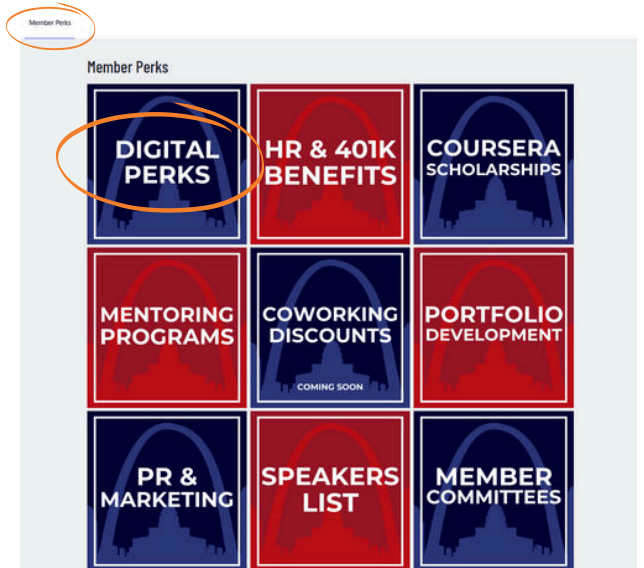 Member Perks
Member Perks
DIGITAL
PERKS
HR & 401K
BENEFITS
COURSERA
SCHOLARSHIPS
MENTORING
PROGRAMS
COWORKING
DISCOUNTS
COMING SOON
PORTFOLIO
DEVELOPMENT
PR &
MARKETING
SPEAKERS
LIST
MEMBER
COMMITTEES